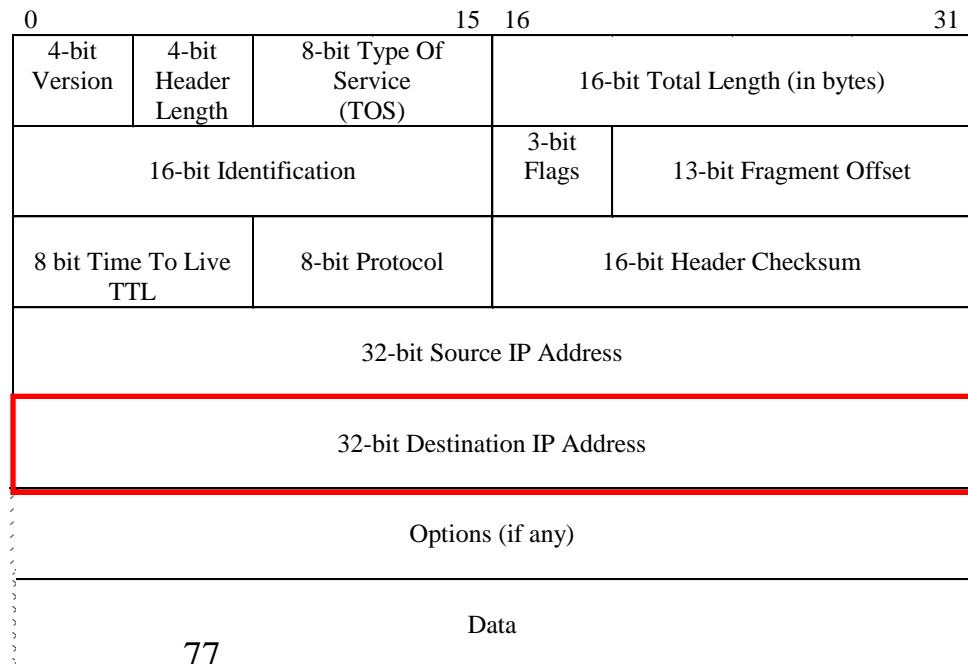 0 15 16 31
4-bit Version
4-bit Header Length
8-bit Type Of Service (TOS)
16-bit Total Length (in bytes)
16-bit Identification
3-bit Flags
13-bit Fragment Offset
8 bit Time To Live TTL
8-bit Protocol
16-bit Header Checksum
32-bit Source IP Address
32-bit Destination IP Address
Options (if any)
Data
77